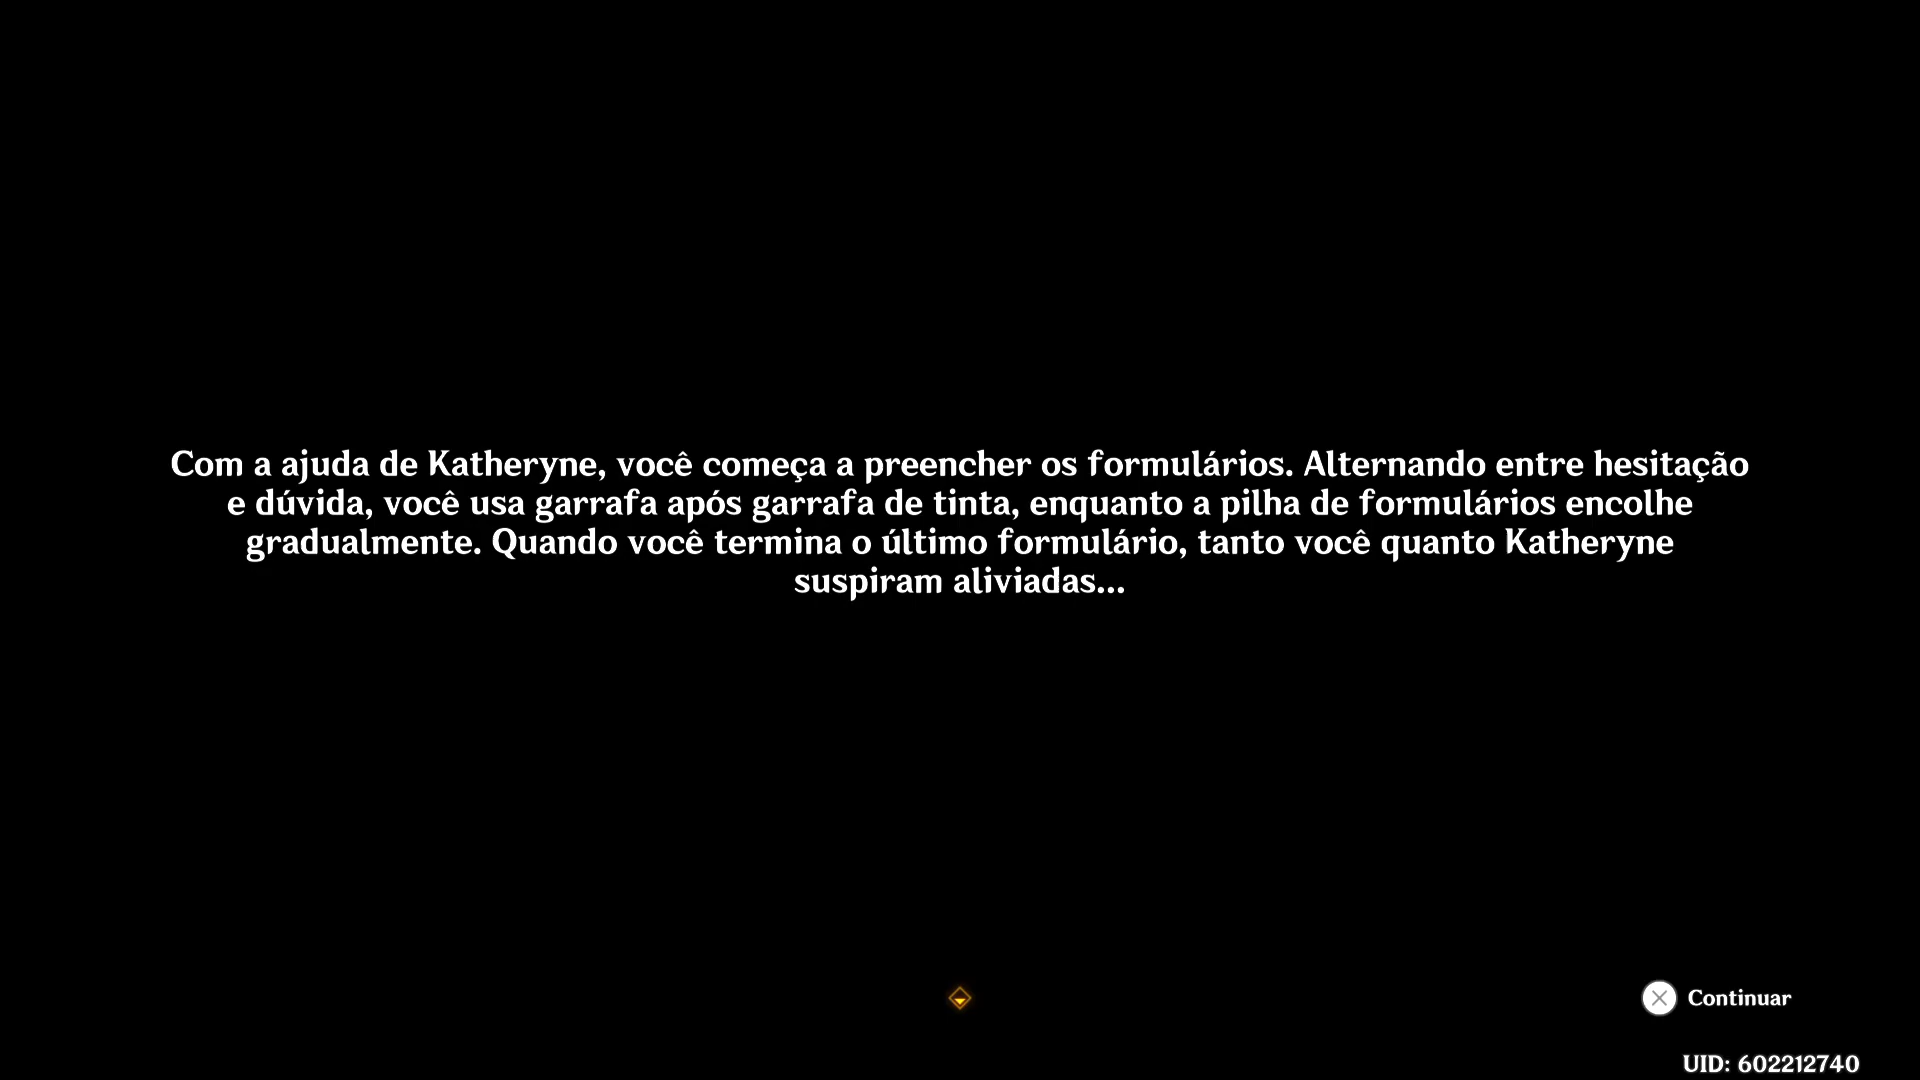 Com a ajuda de Katheryne, você começa a preencher os formulários. Alternando entre hesitação
e dúvida, você usa garrafa após garrafa de tinta, enquanto a pilha de formulários encolhe
gradualmente. Quando você termina o último formulário, tanto você quanto Katheryne
suspiram aliviadas...
Continuar
UID: 602212740